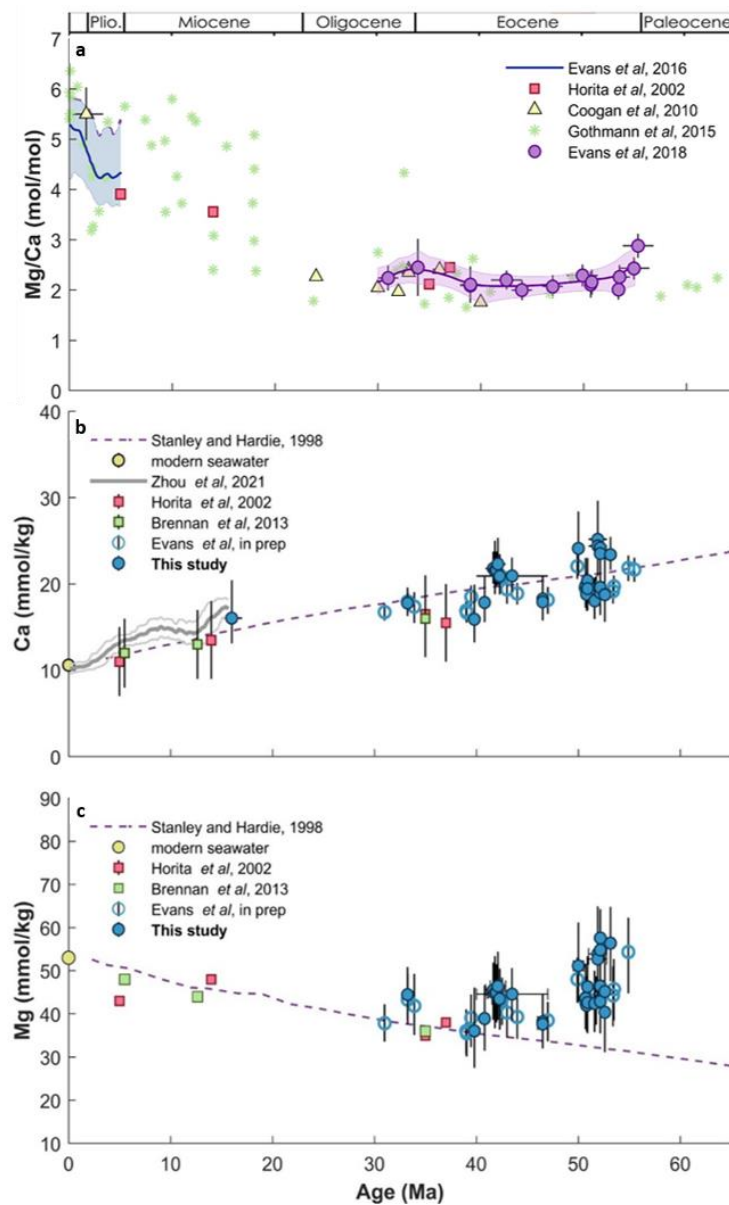 Plio. Miocene Oligocene Eocene Paleocene
a
7
6
5
4
3
2
1
0
Mg/Ca (mol/mol)
Evans et al, 2016
Horita et al, 2002
Coogan et al, 2010
Gothmann et al, 2015
Evans et al, 2018
b
40
30
20
10
0
Ca (mmol/kg)
Stanley and Hardie, 1998
modern seawater
Zhou et al, 2021
Horita et al, 2002
Brennan et al, 2013
Evans et al, in prep
This study
c
90
80
70
60
50
40
30
20
10
Mg (mmol/kg)
Stanley and Hardie, 1998
modern seawater
Horita et al, 2002
Brennan et al, 2013
Evans et al, in prep
This study
0 10 20 30 40 50 60
Age (Ma)